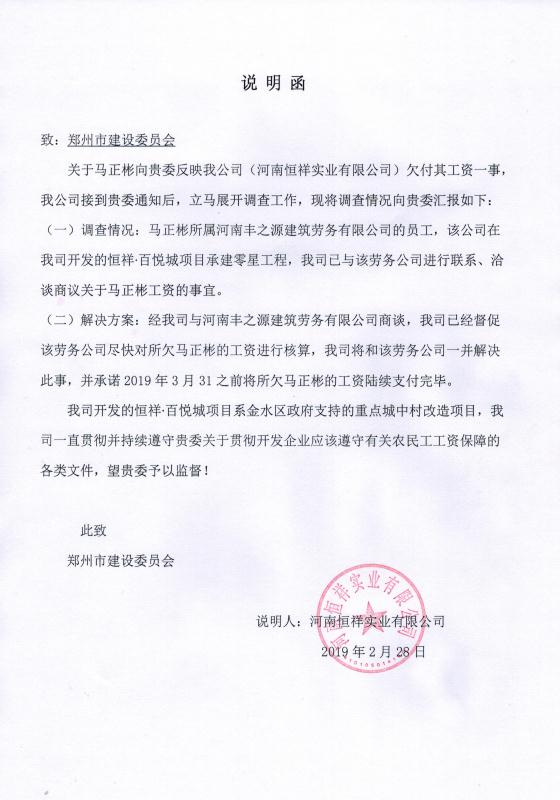 说明函
致：郑州市建设委员会
关于马正彬向贵委反映我公司（河南恒祥实业有限公司）欠付其工资一事，
我公司接到贵委通知后，立马展开调查工作，现将调查情况向贵委汇报如下：
（一）调查情况：马正彬所属河南丰之源建筑劳务有限公司的员工，该公司在
我司开发的恒祥·百悦城项目承建零星工程，我司已与该劳务公司进行联系、洽
谈商议关于马正彬工资的事宜。
（二）解决方案：经我司与河南丰之源建筑劳务有限公司商谈，我司已经督促
该劳务公司尽快对所欠马正彬的工资进行核算，我司将和该劳务公司一并解决
此事，并承诺2019年3月31之前将所欠马正彬的工资陆续支付完毕。
我司开发的恒祥·百悦城项目系金水区政府支持的重点城中村改造项目，我
司一直贯彻并持续遵守贵委关于贯彻开发企业应该遵守有关农民工工资保障的
各类文件，望贵委予以监督！
此致
郑州市建设委员会
河南恒祥实业有限公司
说明人：河南恒祥实业有限公司
2019年2月28日